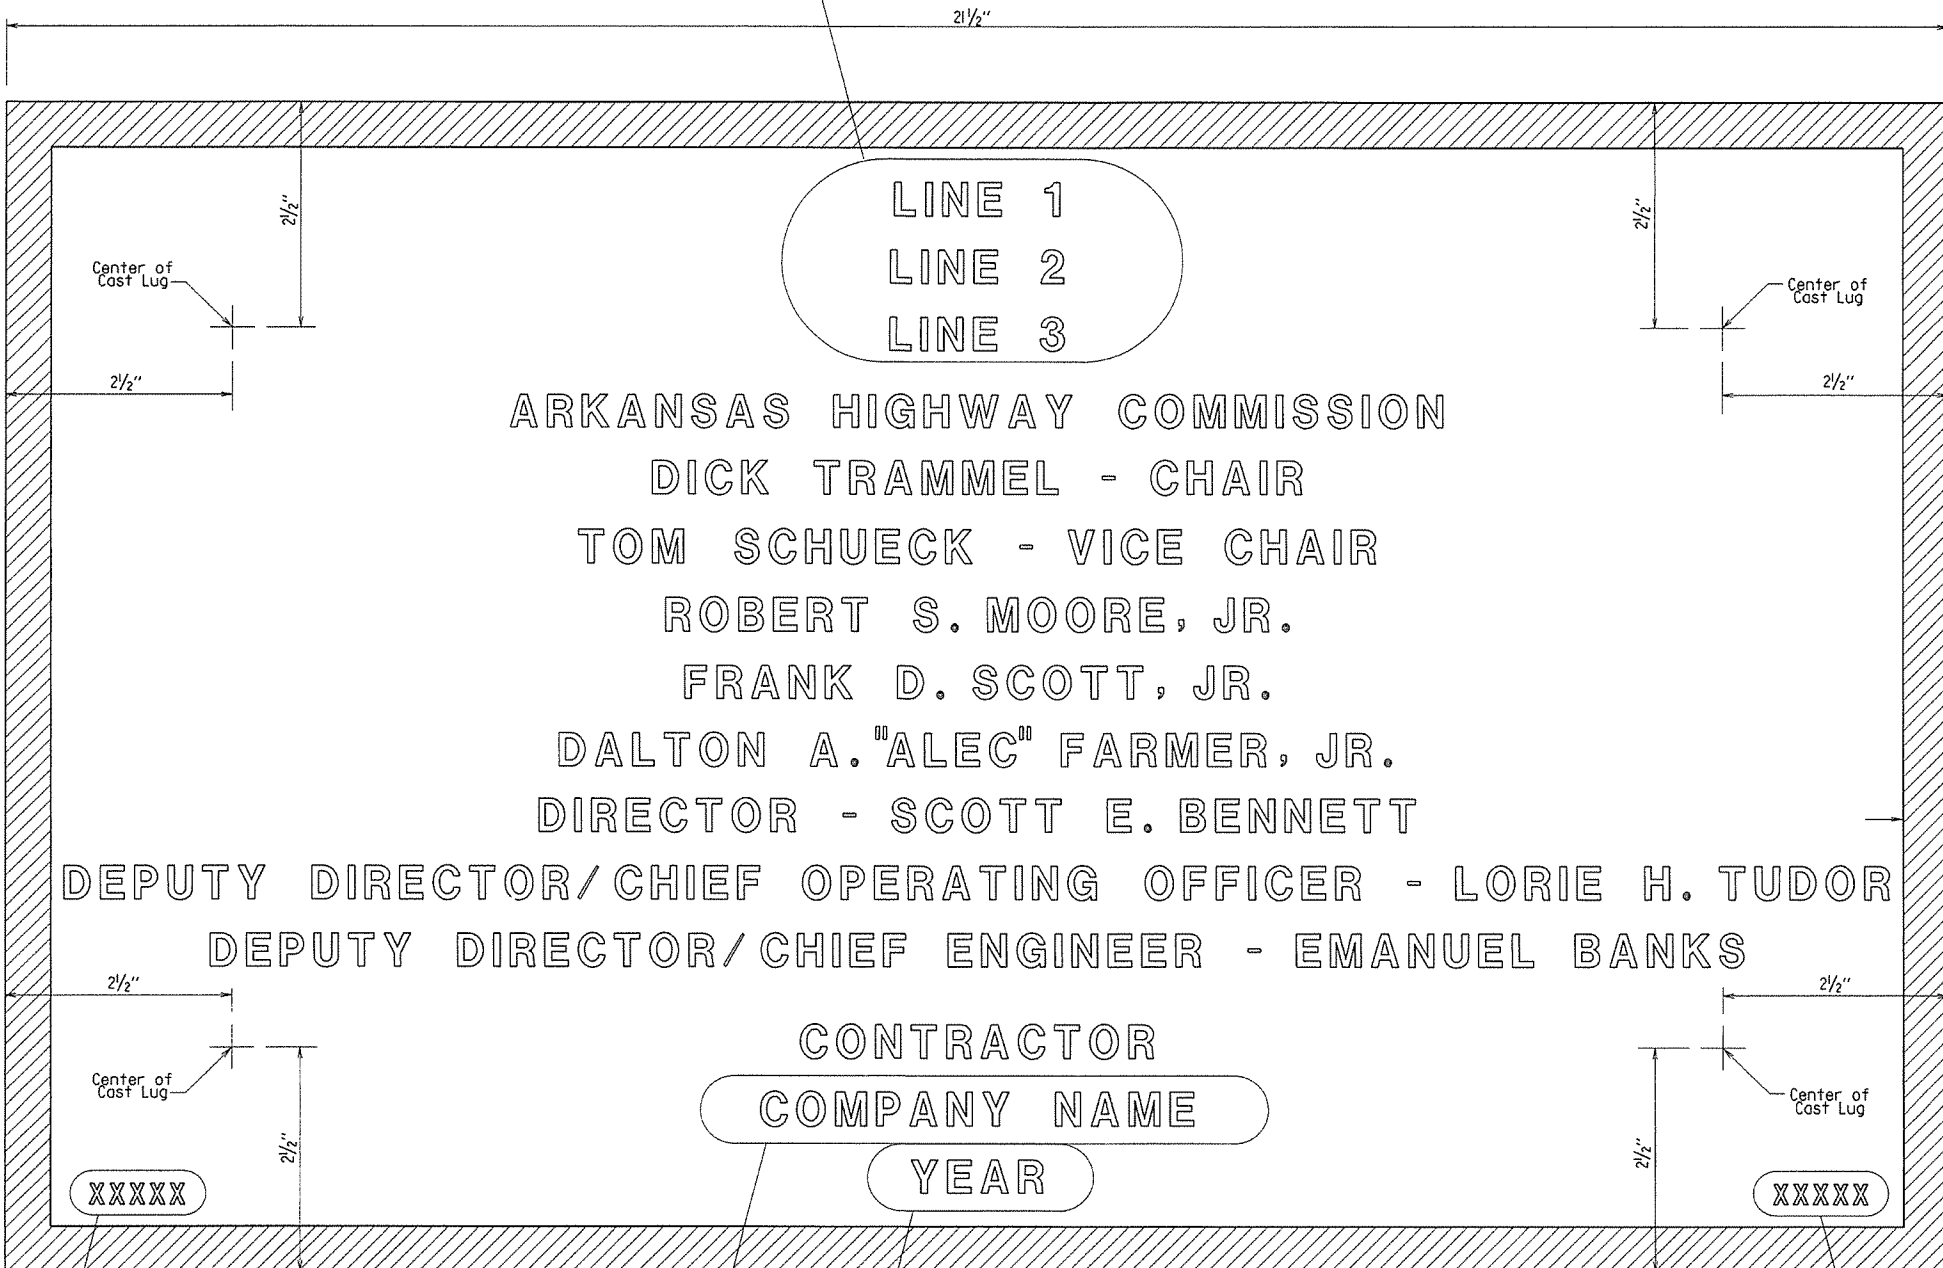 21½"
2½"
2½"
Center of
Cast Lug
Center of
Cast Lug
2½"
2½"
LINE 1
LINE 2
LINE 3
ARKANSAS HIGHWAY COMMISSION
DICK TRAMMEL - CHAIR
TOM SCHUECK - VICE CHAIR
ROBERT S. MOORE, JR.
FRANK D. SCOTT, JR.
DALTON A. "ALEC" FARMER, JR.
DIRECTOR - SCOTT E. BENNETT
DEPUTY DIRECTOR/CHIEF OPERATING OFFICER - LORIE H. TUDOR
DEPUTY DIRECTOR/CHIEF ENGINEER - EMANUEL BANKS
2½"
2½"
CONTRACTOR
Center of
Cast Lug
Center of
Cast Lug
COMPANY NAME
2½"
2½"
YEAR
XXXXX
XXXXX